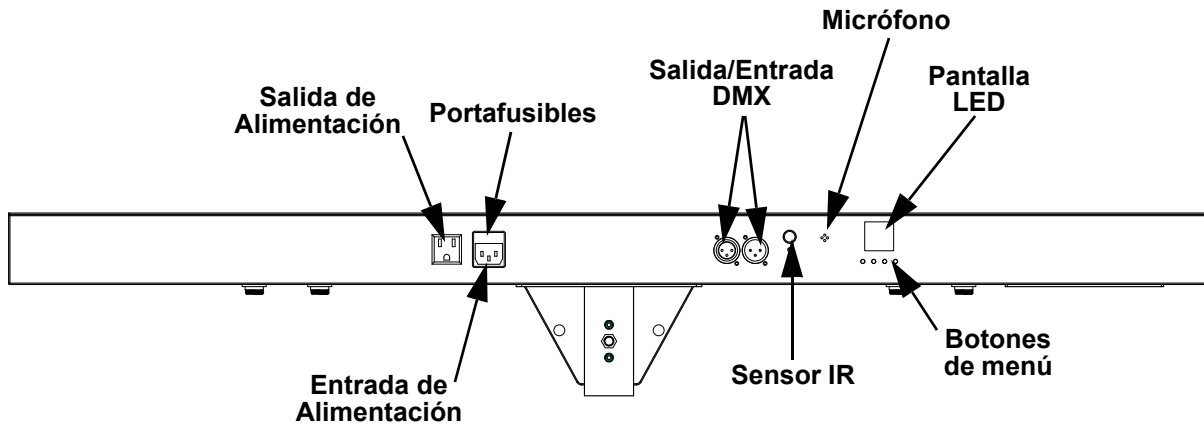 Micrófono
Salida/Entrada
DMX
Pantalla
LED
Salida de
Alimentación
Portafusibles
Entrada de
Alimentación
Sensor IR
Botones
de menú